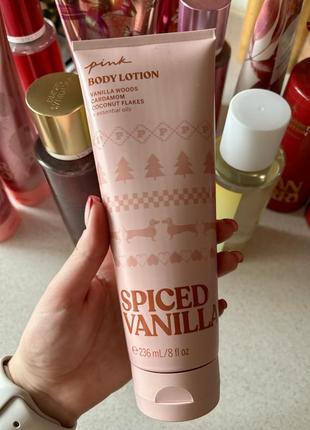 pink
BODY LOTION
VANILLA WOODS
CARDAMOM
COCONUT FLAKES
+ essential oils
P P P P
SPICED
VANILLA
℮ 236 mL/8 fl oz